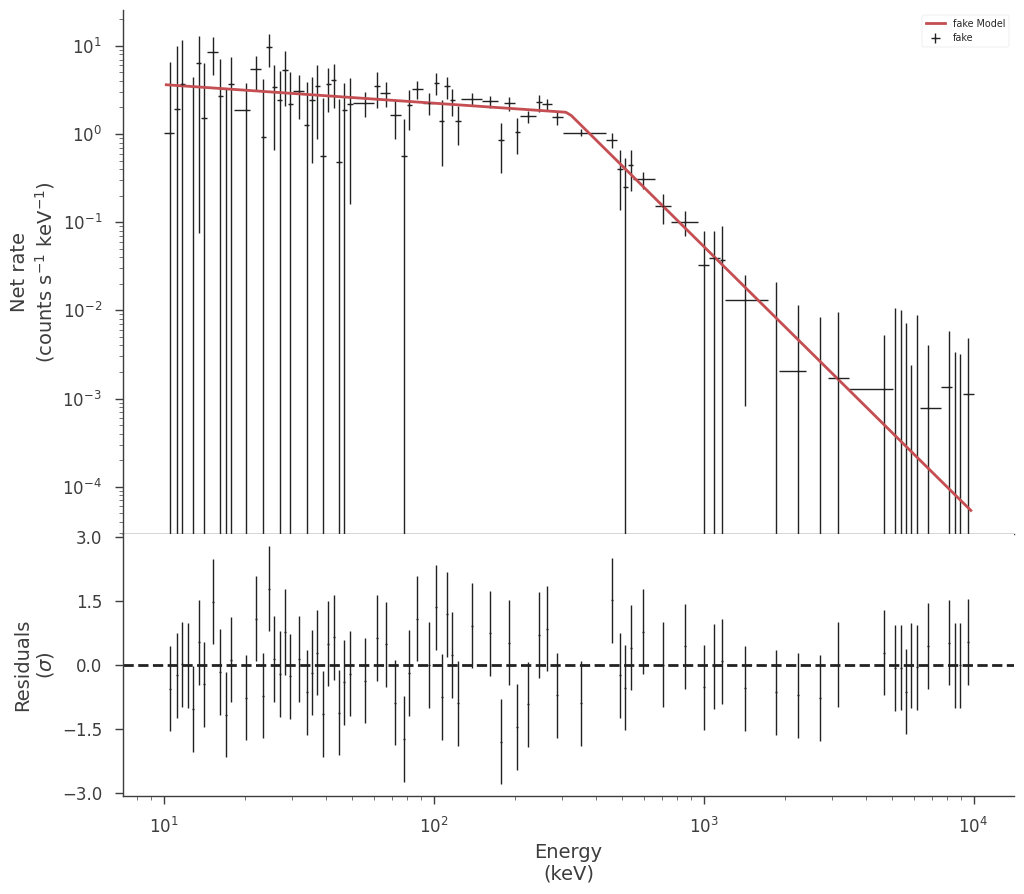 fake Model
fake
10¹
10⁰
10⁻¹
10⁻²
10⁻³
10⁻⁴
Net rate
(counts s⁻¹ keV⁻¹)
3.0
1.5
0.0
−1.5
−3.0
Residuals
(σ)
10¹
10²
10³
10⁴
Energy
(keV)